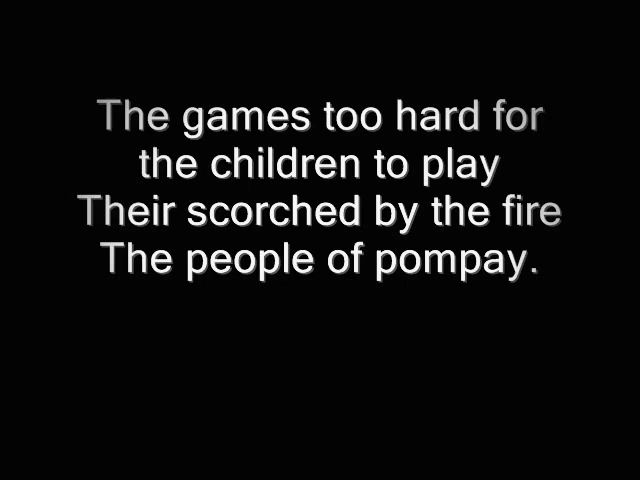 The games too hard for
the children to play
Their scorched by the fire
The people of pompay.